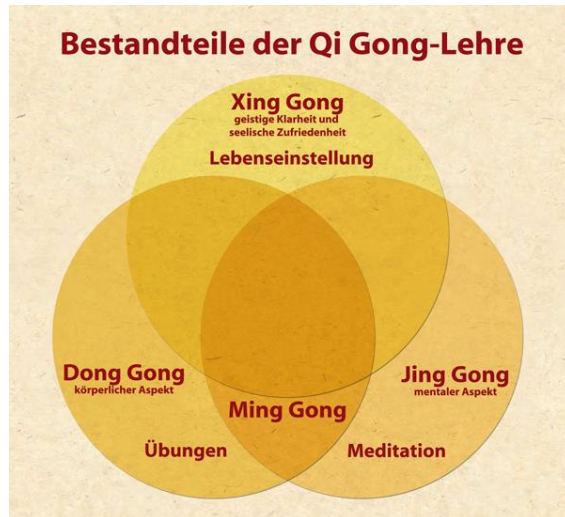 Bestandteile der Qi Gong-Lehre
Xing Gong
geistige Klarheit und
seelische Zufriedenheit
Lebenseinstellung
Dong Gong
körperlicher Aspekt
Jing Gong
mentaler Aspekt
Ming Gong
Übungen
Meditation